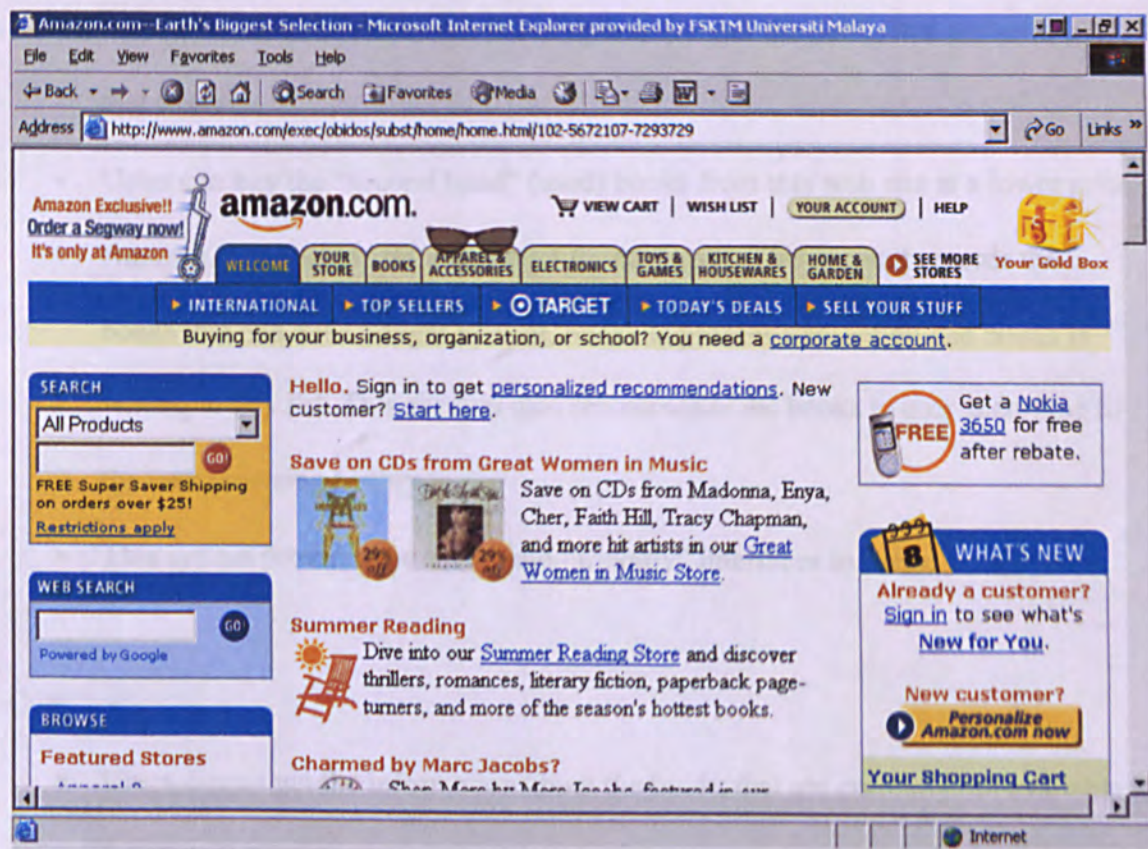 Amazon.com--Earth's Biggest Selection - Microsoft Internet Explorer provided by FSKTM Universiti Malaya
File Edit View Favorites Tools Help
Back Search Favorites Media
Address http://www.amazon.com/exec/obidos/subst/home/home.html/102-5672107-7293729 Go Links »
Amazon Exclusive!!
Order a Segway now!
It's only at Amazon
amazon.com.
VIEW CART | WISH LIST | YOUR ACCOUNT | HELP
WELCOME
YOUR STORE
BOOKS
APPAREL & ACCESSORIES
ELECTRONICS
TOYS & GAMES
KITCHEN & HOUSEWARES
HOME & GARDEN
SEE MORE STORES
Your Gold Box
INTERNATIONAL TOP SELLERS TARGET TODAY'S DEALS SELL YOUR STUFF
Buying for your business, organization, or school? You need a corporate account.
SEARCH
All Products
GO!
FREE Super Saver Shipping
on orders over $25!
Restrictions apply
WEB SEARCH
GO!
Powered by Google
BROWSE
Featured Stores
Hello. Sign in to get personalized recommendations. New
customer? Start here.
Save on CDs from Great Women in Music
29% off
29% off
Save on CDs from Madonna, Enya,
Cher, Faith Hill, Tracy Chapman,
and more hit artists in our Great
Women in Music Store.
Summer Reading
Dive into our Summer Reading Store and discover
thrillers, romances, literary fiction, paperback page-
turners, and more of the season's hottest books.
Charmed by Marc Jacobs?
FREE
Get a Nokia
3650 for free
after rebate.
8
WHAT'S NEW
Already a customer?
Sign in to see what's
New for You.
New customer?
Personalize
Amazon.com now
Your Shopping Cart
Internet